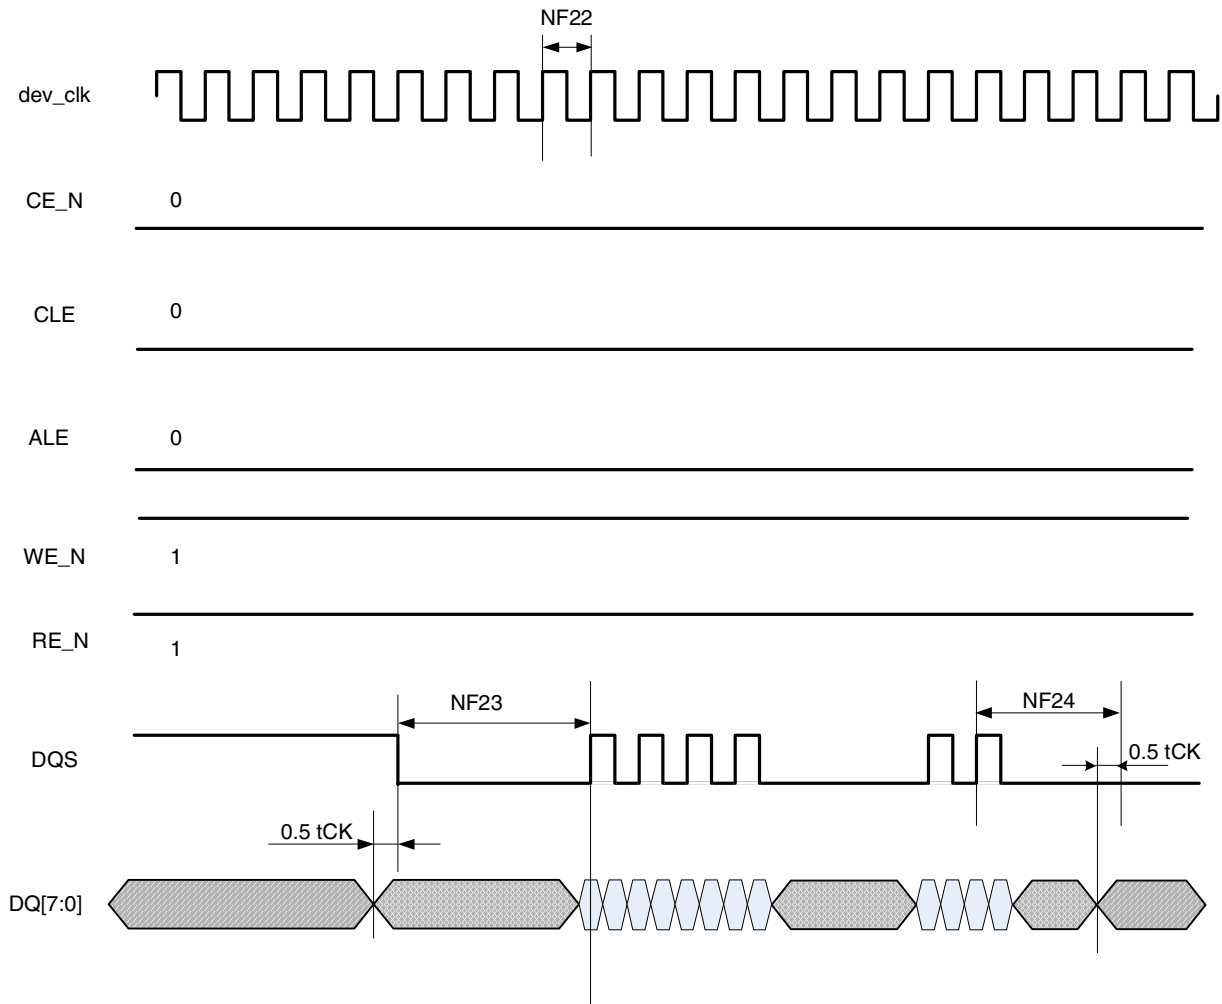 NF22
dev_clk
CE_N
0
CLE
0
ALE
0
WE_N
1
RE_N
1
NF23
NF24
DQS
0.5 tCK
0.5 tCK
DQ[7:0]